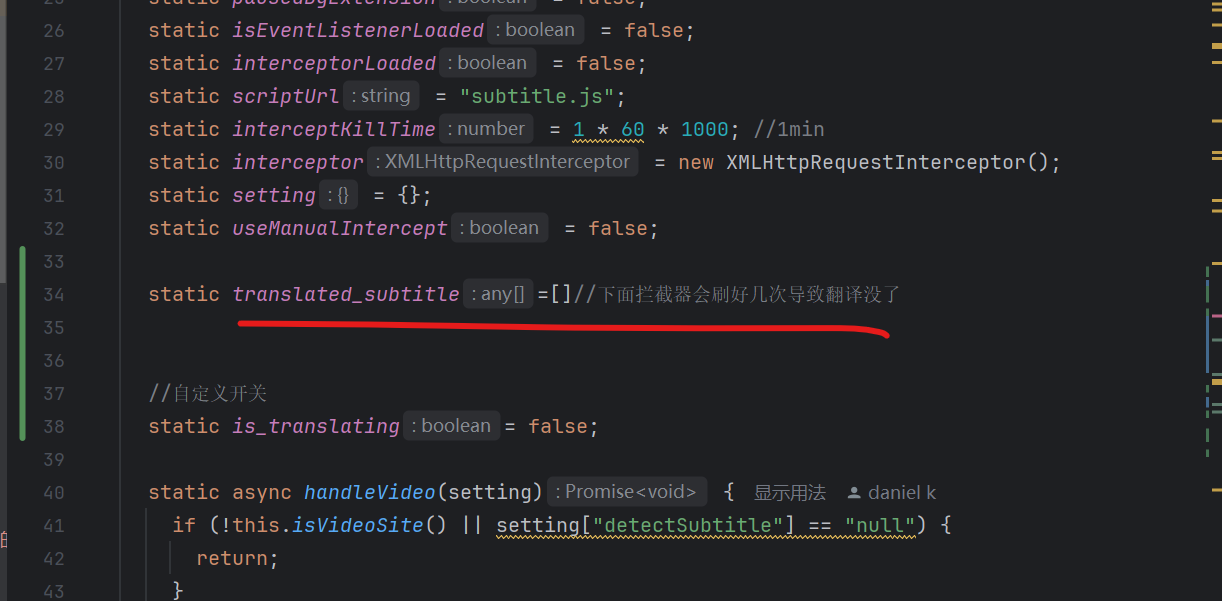 26 static isEventListenerLoaded : boolean = false;
27 static interceptorLoaded : boolean = false;
28 static scriptUrl : string = "subtitle.js";
29 static interceptKillTime : number = 1 * 60 * 1000; //1min
30 static interceptor : XMLHttpRequestInterceptor = new XMLHttpRequestInterceptor();
31 static setting : {} = {};
32 static useManualIntercept : boolean = false;
33
34 static translated_subtitle : any[] =[]//下面拦截器会刷好几次导致翻译没了
35
36
37 //自定义开关
38 static is_translating : boolean = false;
39
40 static async handleVideo(setting) : Promise<void> { 显示用法 daniel k
41 if (!this.isVideoSite() || setting["detectSubtitle"] == "null") {
42 return;
43 }